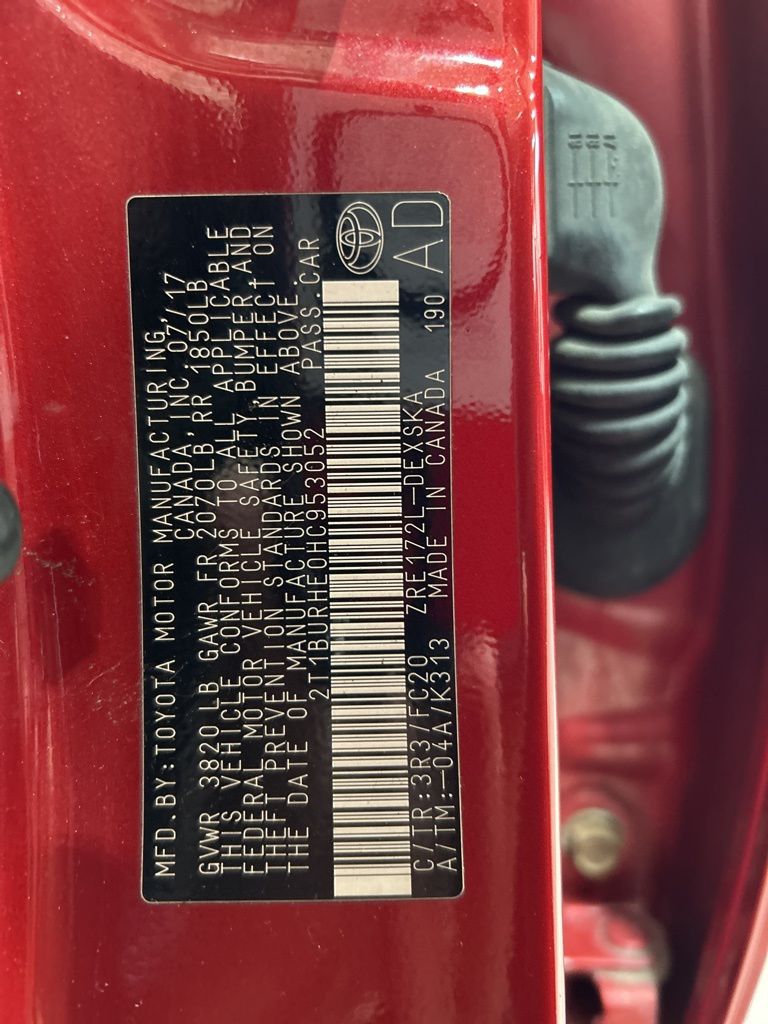 MFD.BY:TOYOTA MOTOR MANUFACTURING,
CANADA, INC. 07/17
GVWR 3820 LB GAWR FR 2070LB, RR 1850LB
THIS VEHICLE CONFORMS TO ALL APPLICABLE
FEDERAL MOTOR VEHICLE SAFETY, BUMPER, AND
THEFT PREVENTION STANDARDS IN EFFECT ON
THE DATE OF MANUFACTURE SHOWN ABOVE.
2T1BURHE0HC953052 PASS.CAR
C/TR:3R3/FC20 ZRE172L-DEXSKA
A/TM:-04A/K313 MADE IN CANADA 190
AD